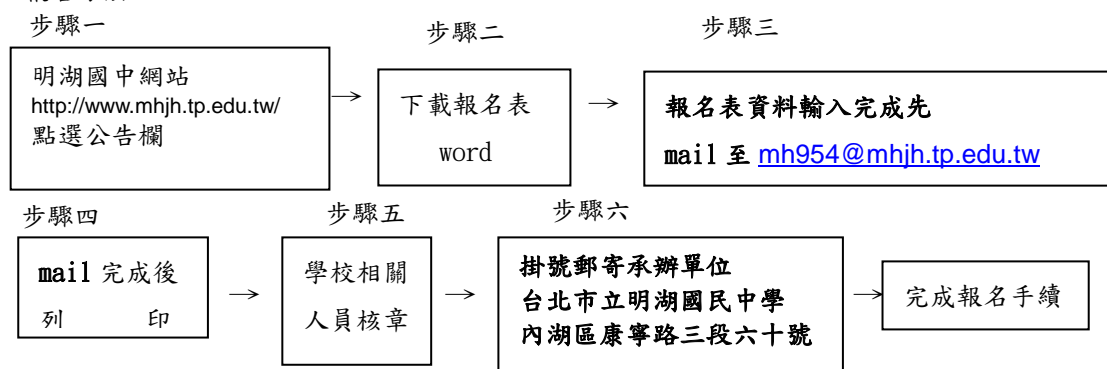 步驟一
步驟二
步驟三
明湖國中網站
http://www.mhjh.tp.edu.tw/
點選公告欄
→
下載報名表
word
→
報名表資料輸入完成先
mail 至 mh954@mhjh.tp.edu.tw
步驟四
步驟五
步驟六
mail 完成後
列 印
→
學校相關
人員核章
→
掛號郵寄承辦單位
台北市立明湖國民中學
內湖區康寧路三段六十號
→
完成報名手續